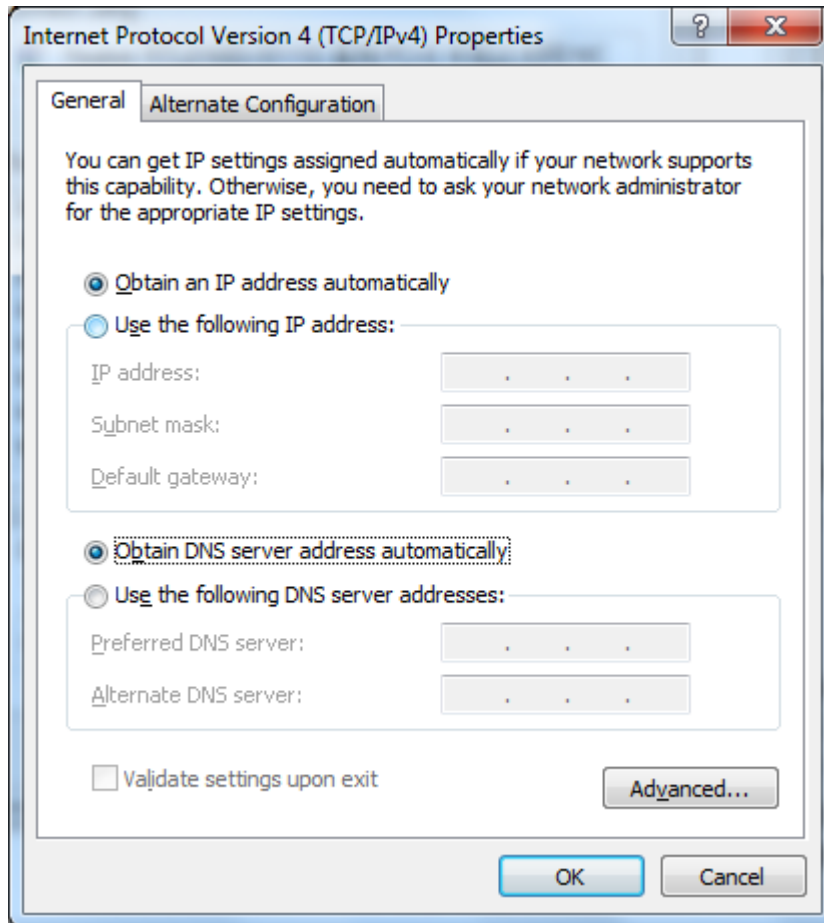 Internet Protocol Version 4 (TCP/IPv4) Properties
General
Alternate Configuration
You can get IP settings assigned automatically if your network supports
this capability. Otherwise, you need to ask your network administrator
for the appropriate IP settings.
Obtain an IP address automatically
Use the following IP address:
IP address:
Subnet mask:
Default gateway:
Obtain DNS server address automatically
Use the following DNS server addresses:
Preferred DNS server:
Alternate DNS server:
Validate settings upon exit
Advanced...
OK
Cancel